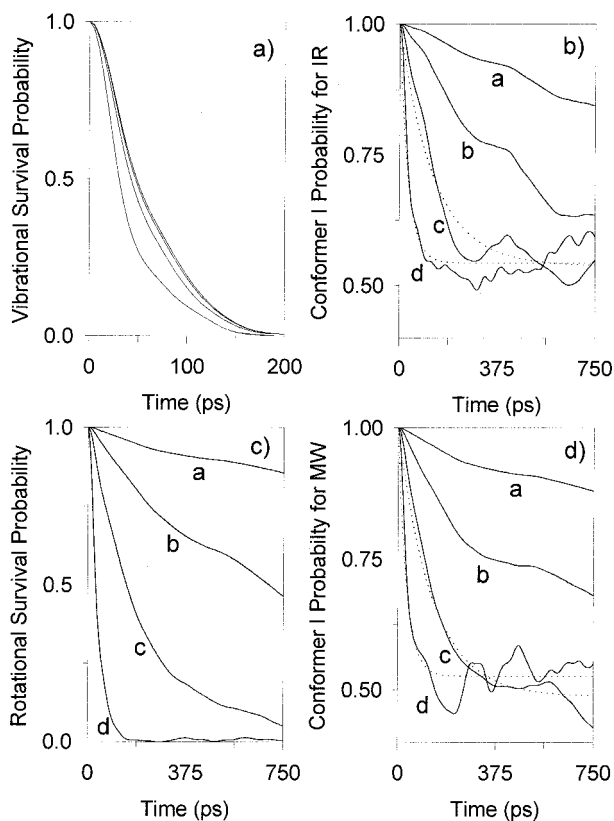 a)
Vibrational Survival Probability
1.0
0.5
0.0
0
100
200
Time (ps)
b)
Conformer I Probability for IR
1.00
0.75
0.50
a
b
c
d
0
375
750
Time (ps)
c)
Rotational Survival Probability
1.0
0.5
0.0
a
b
c
d
0
375
750
Time (ps)
d)
Conformer I Probabilty for MW
1.00
0.75
0.50
a
b
c
d
0
375
750
Time (ps)